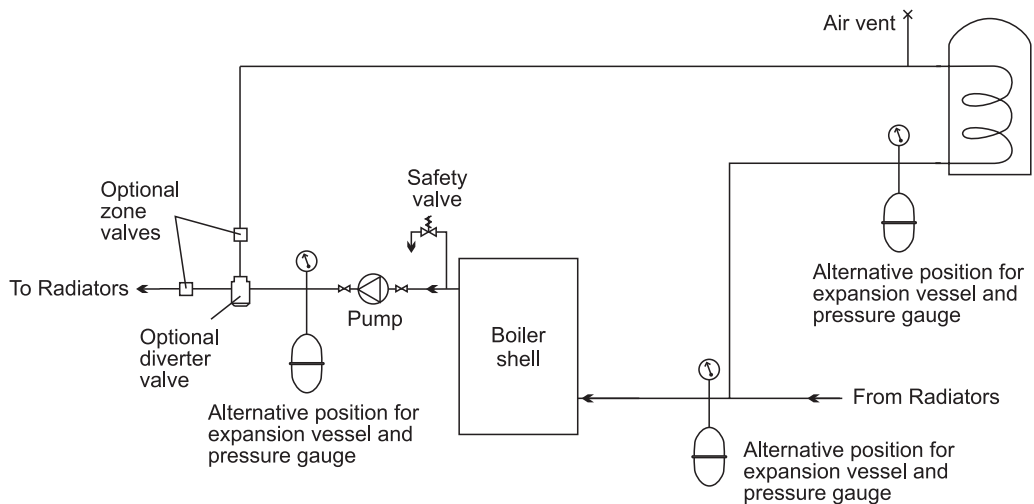 Air vent
Optional
zone
valves
Safety
valve
To Radiators
Pump
Optional
diverter
valve
Boiler
shell
Alternative position for
expansion vessel and
pressure gauge
Alternative position for
expansion vessel and
pressure gauge
From Radiators
Alternative position for
expansion vessel and
pressure gauge